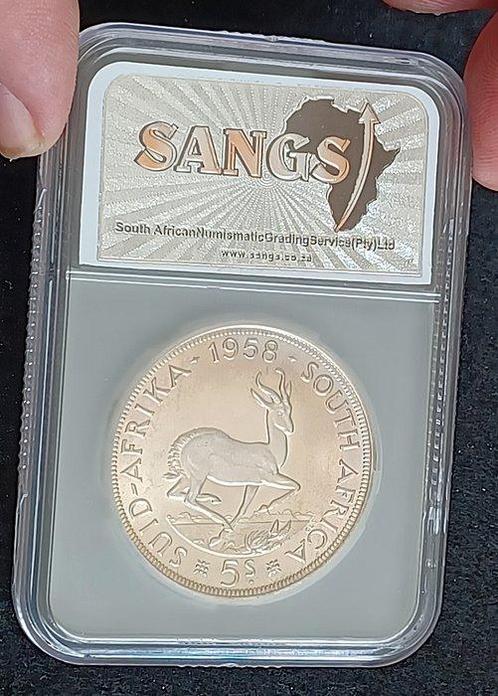 SANGS
South AfricanNumismaticGradingService(Pty)Ltd
www.sangs.co.za
SUID-AFRIKA · 1958 · SOUTH AFRICA
5S